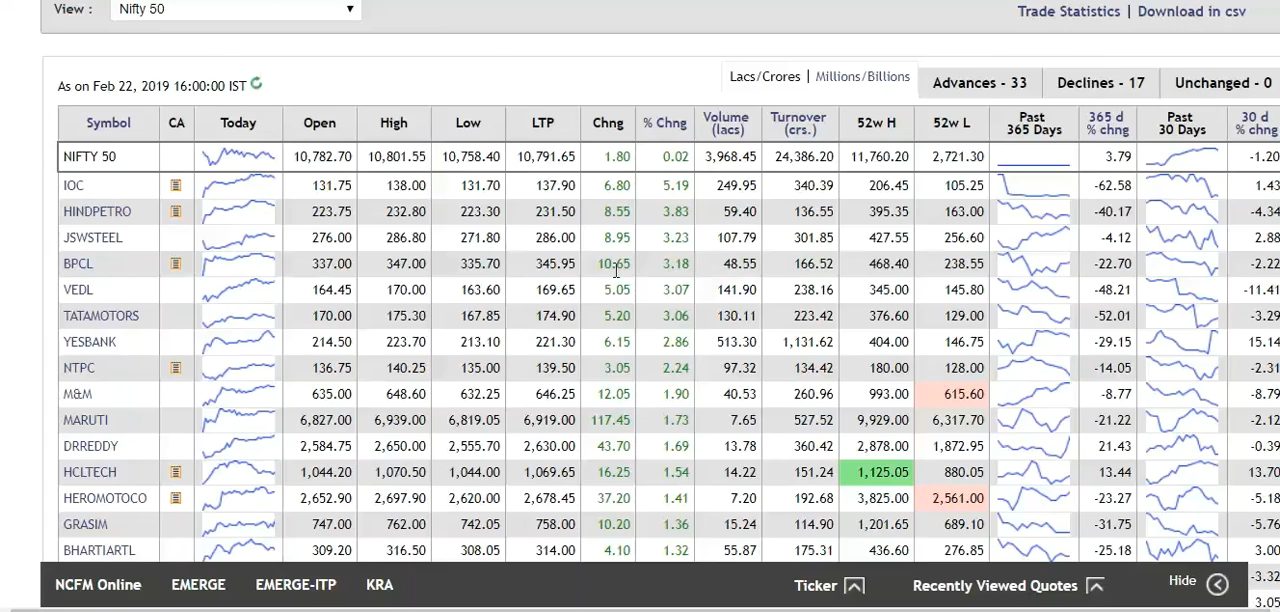 View : Nifty 50
Trade Statistics | Download in csv
As on Feb 22, 2019 16:00:00 IST
Lacs/Crores | Millions/Billions Advances - 33 Declines - 17 Unchanged - 0
Symbol CA Today Open High Low LTP Chng % Chng Volume (lacs) Turnover (crs.) 52w H 52w L Past 365 Days 365 d % chng Past 30 Days 30 d % chng
NIFTY 50 10,782.70 10,801.55 10,758.40 10,791.65 1.80 0.02 3,968.45 24,386.20 11,760.20 2,721.30 3.79 -1.20
IOC 131.75 138.00 131.70 137.90 6.80 5.19 249.95 340.39 206.45 105.25 -62.58 1.43
HINDPETRO 223.75 232.80 223.30 231.50 8.55 3.83 59.40 136.55 395.35 163.00 -40.17 -4.34
JSWSTEEL 276.00 286.80 271.80 286.00 8.95 3.23 107.79 301.85 427.55 256.60 -4.12 2.88
BPCL 337.00 347.00 335.70 345.95 10.65 3.18 48.55 166.52 468.40 238.55 -22.70 -2.22
VEDL 164.45 170.00 163.60 169.65 5.05 3.07 141.90 238.16 345.00 145.80 -48.21 -11.41
TATAMOTORS 170.00 175.30 167.85 174.90 5.20 3.06 130.11 223.42 376.60 129.00 -52.01 -3.29
YESBANK 214.50 223.70 213.10 221.30 6.15 2.86 513.30 1,131.62 404.00 146.75 -29.15 15.14
NTPC 136.75 140.25 135.00 139.50 3.05 2.24 97.32 134.42 180.00 128.00 -14.05 -2.31
M&M 635.00 648.60 632.25 646.25 12.05 1.90 40.53 260.96 993.00 615.60 -8.77 -8.79
MARUTI 6,827.00 6,939.00 6,819.05 6,919.00 117.45 1.73 7.65 527.52 9,929.00 6,317.70 -21.22 -2.12
DRREDDY 2,584.75 2,650.00 2,575.70 2,630.00 43.70 1.69 13.78 360.42 2,878.00 1,872.95 21.43 -0.39
HCLTECH 1,044.20 1,070.50 1,044.00 1,069.65 16.25 1.54 14.22 151.24 1,125.05 880.05 13.44 13.70
HEROMOTOCO 2,652.90 2,697.90 2,620.00 2,678.45 37.20 1.41 7.20 192.68 3,825.00 2,561.00 -23.27 -5.18
GRASIM 747.00 762.00 742.05 758.00 10.20 1.36 15.24 114.90 1,201.65 689.10 -31.75 -5.76
BHARTIARTL 309.20 316.50 308.05 314.00 4.10 1.32 55.87 175.31 436.60 276.85 -25.18 3.00
-3.32
NCFM Online EMERGE EMERGE-ITP KRA Ticker Recently Viewed Quotes Hide
3.05